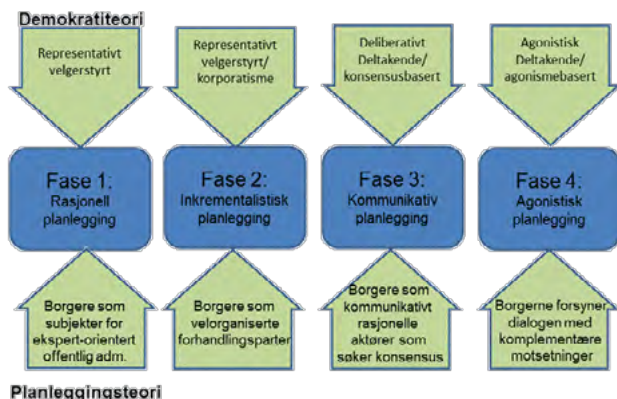 Demokratiteori
Representativt
velgerstyrt
Representativt
velgerstyrt/
korporatisme
Deliberativt
Deltakende/
konsensusbasert
Agonistisk
Deltakende/
agonismebasert
Fase 1:
Rasjonell
planlegging
Fase 2:
Inkrementalistisk
planlegging
Fase 3:
Kommunikativ
planlegging
Fase 4:
Agonistisk
planlegging
Borgere som
subjekter for
ekspert-orientert
offentlig adm.
Borgere som
velorganiserte
forhandlingsparter
Borgere som
kommunikativt
rasjonelle
aktører som
søker konsensus
Borgerne forsyner
dialogen med
komplementære
motsetninger
Planleggingsteori